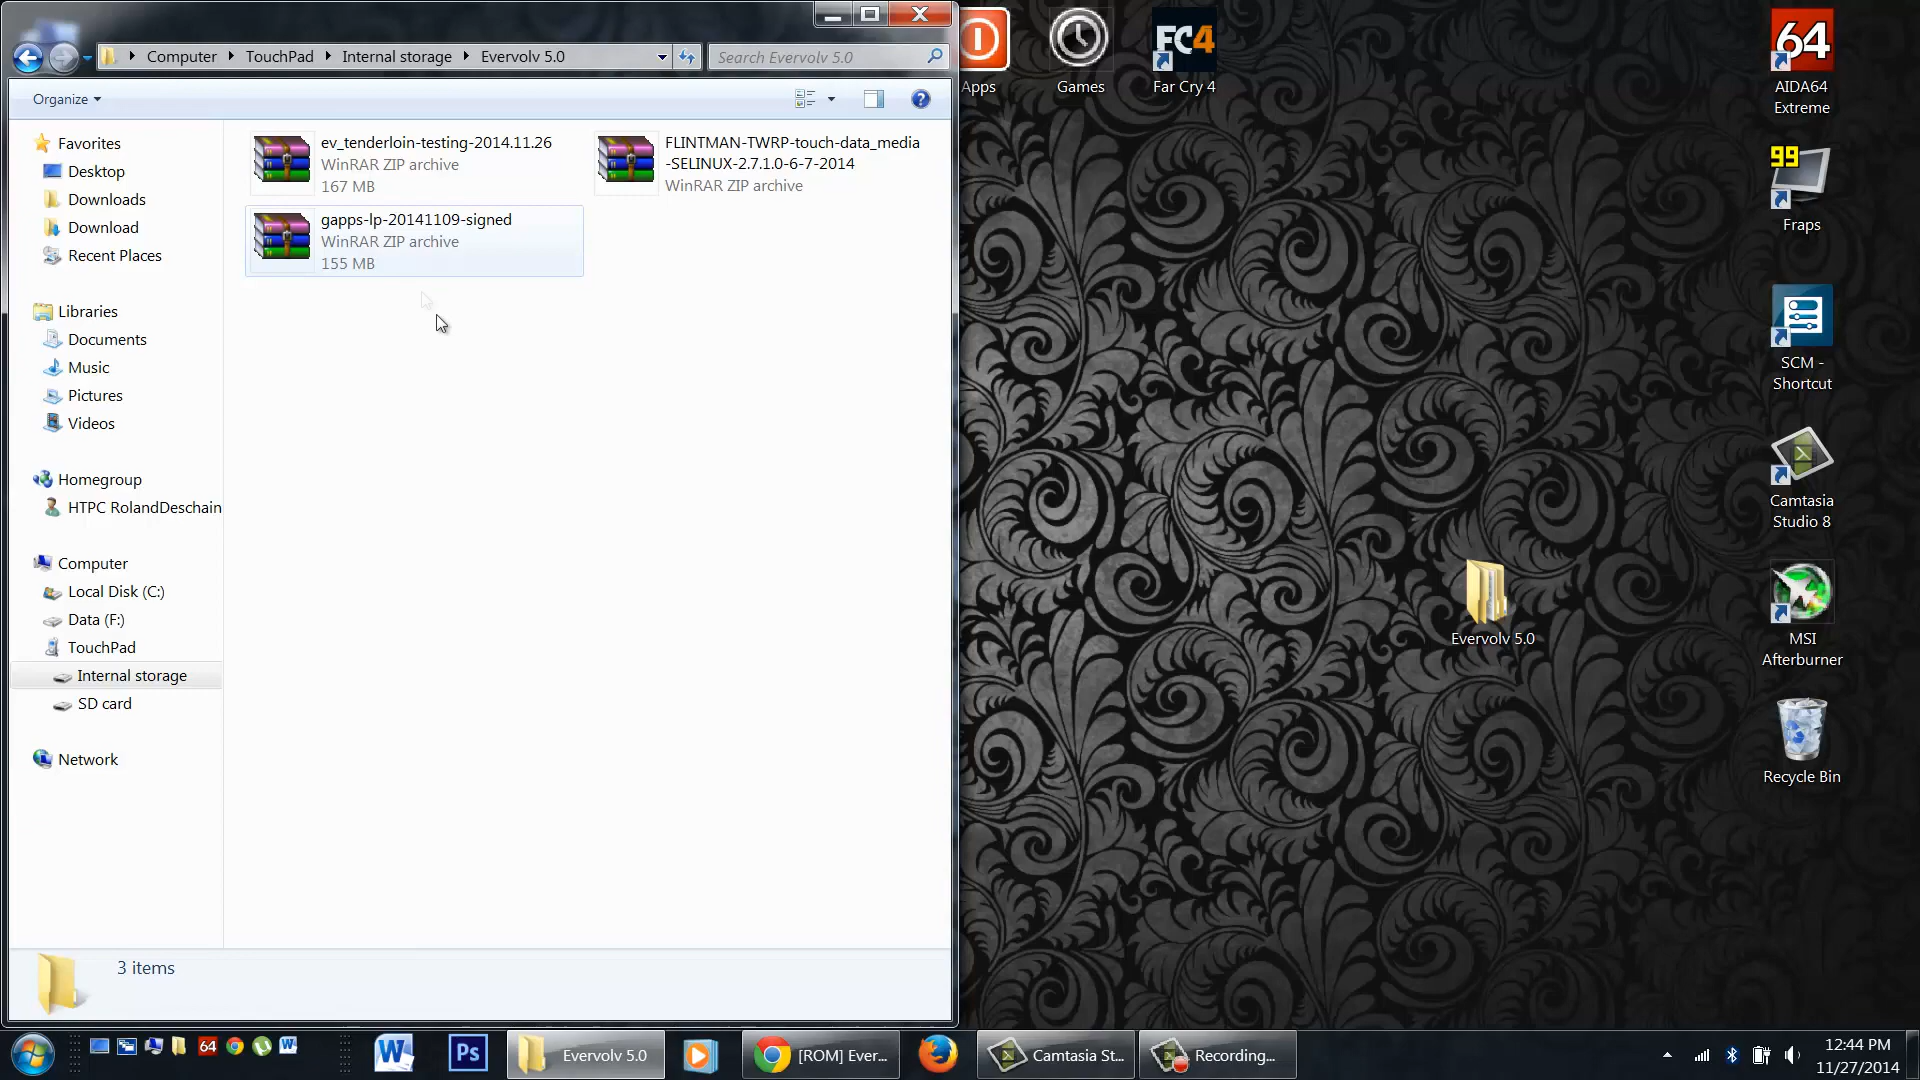 Computer
TouchPad
Internal storage
Evervolv 5.0
Search Evervolv 5.0
Organize
Favorites
Desktop
Downloads
Download
Recent Places
Libraries
Documents
Music
Pictures
Videos
Homegroup
HTPC RolandDeschain
Computer
Local Disk (C:)
Data (F:)
TouchPad
Internal storage
SD card
Network
ev_tenderloin-testing-2014.11.26
WinRAR ZIP archive
167 MB
FLINTMAN-TWRP-touch-data_media
-SELINUX-2.7.1.0-6-7-2014
WinRAR ZIP archive
gapps-lp-20141109-signed
WinRAR ZIP archive
155 MB
3 items
Apps
Games
FC4
Far Cry 4
64
AIDA64
Extreme
99
Fraps
SCM -
Shortcut
Camtasia
Studio 8
Evervolv 5.0
MSI
Afterburner
Recycle Bin
64
W
W
Ps
Evervolv 5.0
[ROM] Ever...
Camtasia St...
Recording...
12:44 PM
11/27/2014